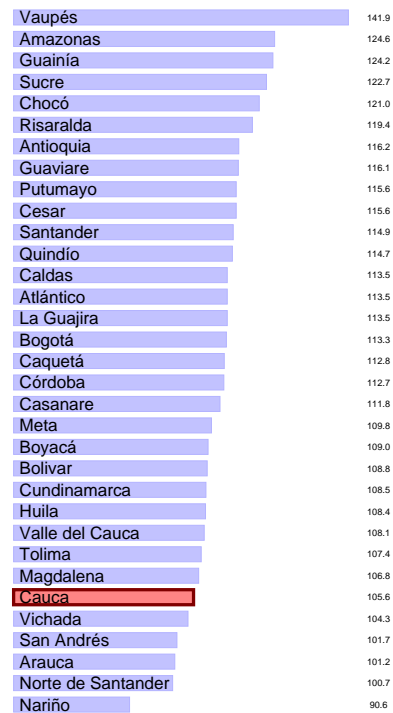 Vaupés 141.9
Amazonas 124.6
Guainía 124.2
Sucre 122.7
Chocó 121.0
Risaralda 119.4
Antioquia 116.2
Guaviare 116.1
Putumayo 115.6
Cesar 115.6
Santander 114.9
Quindío 114.7
Caldas 113.5
Atlántico 113.5
La Guajira 113.5
Bogotá 113.3
Caquetá 112.8
Córdoba 112.7
Casanare 111.8
Meta 109.8
Boyacá 109.0
Bolivar 108.8
Cundinamarca 108.5
Huila 108.4
Valle del Cauca 108.1
Tolima 107.4
Magdalena 106.8
Cauca 105.6
Vichada 104.3
San Andrés 101.7
Arauca 101.2
Norte de Santander 100.7
Nariño 90.6